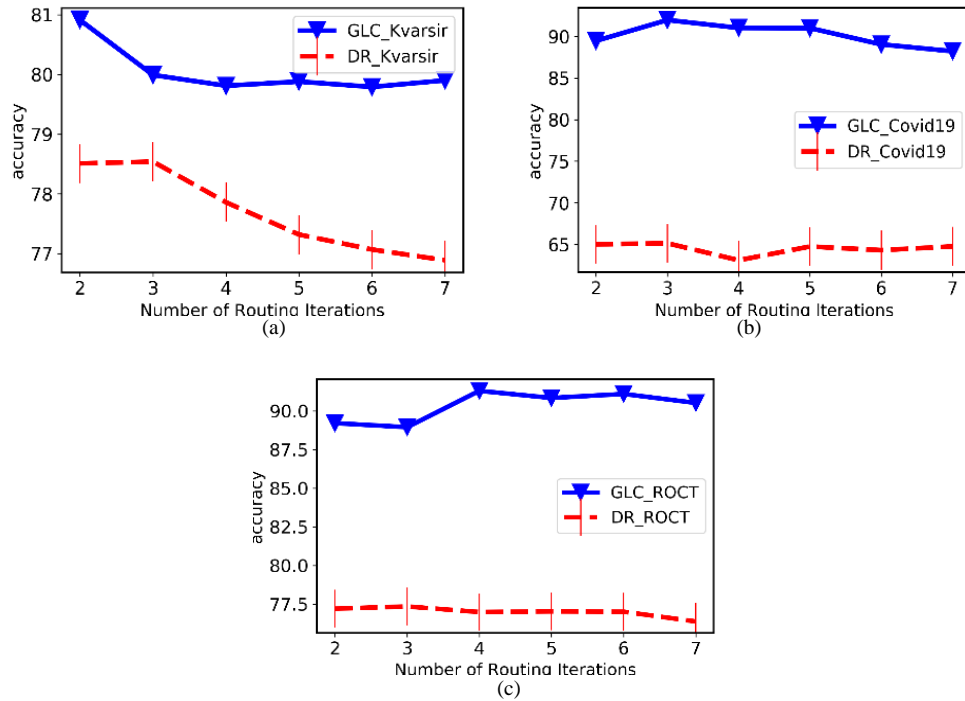 81
80
79
78
77
accuracy
GLC_Kvarsir
DR_Kvarsir
2 3 4 5 6 7
Number of Routing Iterations
(a)
90
85
80
75
70
65
accuracy
GLC_Covid19
DR_Covid19
2 3 4 5 6 7
Number of Routing Iterations
(b)
90.0
87.5
85.0
82.5
80.0
77.5
accuracy
GLC_ROCT
DR_ROCT
2 3 4 5 6 7
Number of Routing Iterations
(c)